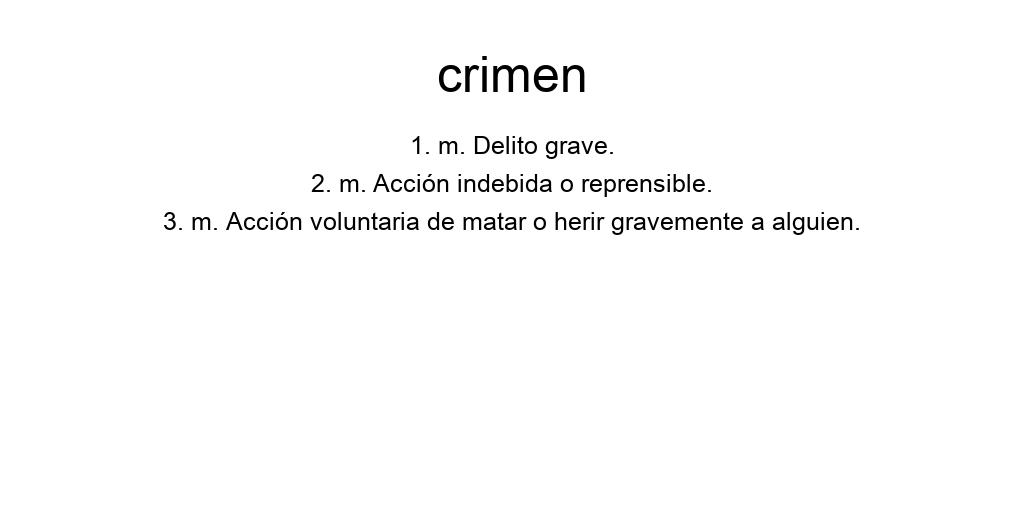 crimen
1. m. Delito grave.
2. m. Acción indebida o reprensible.
3. m. Acción voluntaria de matar o herir gravemente a alguien.